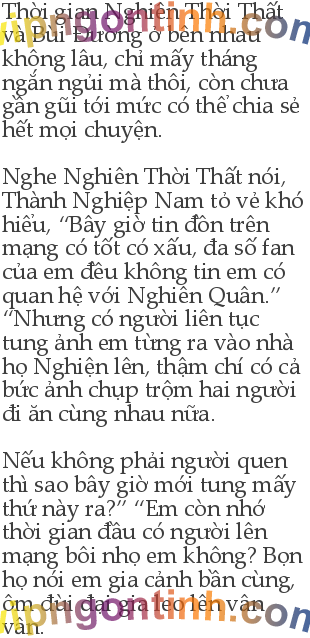 Thời gian Nghiên Thời Thất
và Bùi Đường ở bên nhau
không lâu, chỉ mấy tháng
ngắn ngủi mà thôi, còn chưa
gần gũi tới mức có thể chia sẻ
hết mọi chuyện.

Nghe Nghiên Thời Thất nói,
Thành Nghiệp Nam tỏ vẻ khó
hiểu, “Bây giờ tin đồn trên
mạng có tốt có xấu, đa số fan
của em đều không tin em có
quan hệ với Nghiên Quân.”
“Nhưng có người liên tục
tung ảnh em từng ra vào nhà
họ Nghiện lên, thậm chí có cả
bức ảnh chụp trộm hai người
đi ăn cùng nhau nữa.

Nếu không phải người quen
thì sao bây giờ mới tung mấy
thứ này ra?” “Em còn nhớ
thời gian đầu có người lên
mạng bôi nhọ em không? Bọn
họ nói em gia cảnh bần cùng,
ôm đùi đại gia leo lên vân
vân.